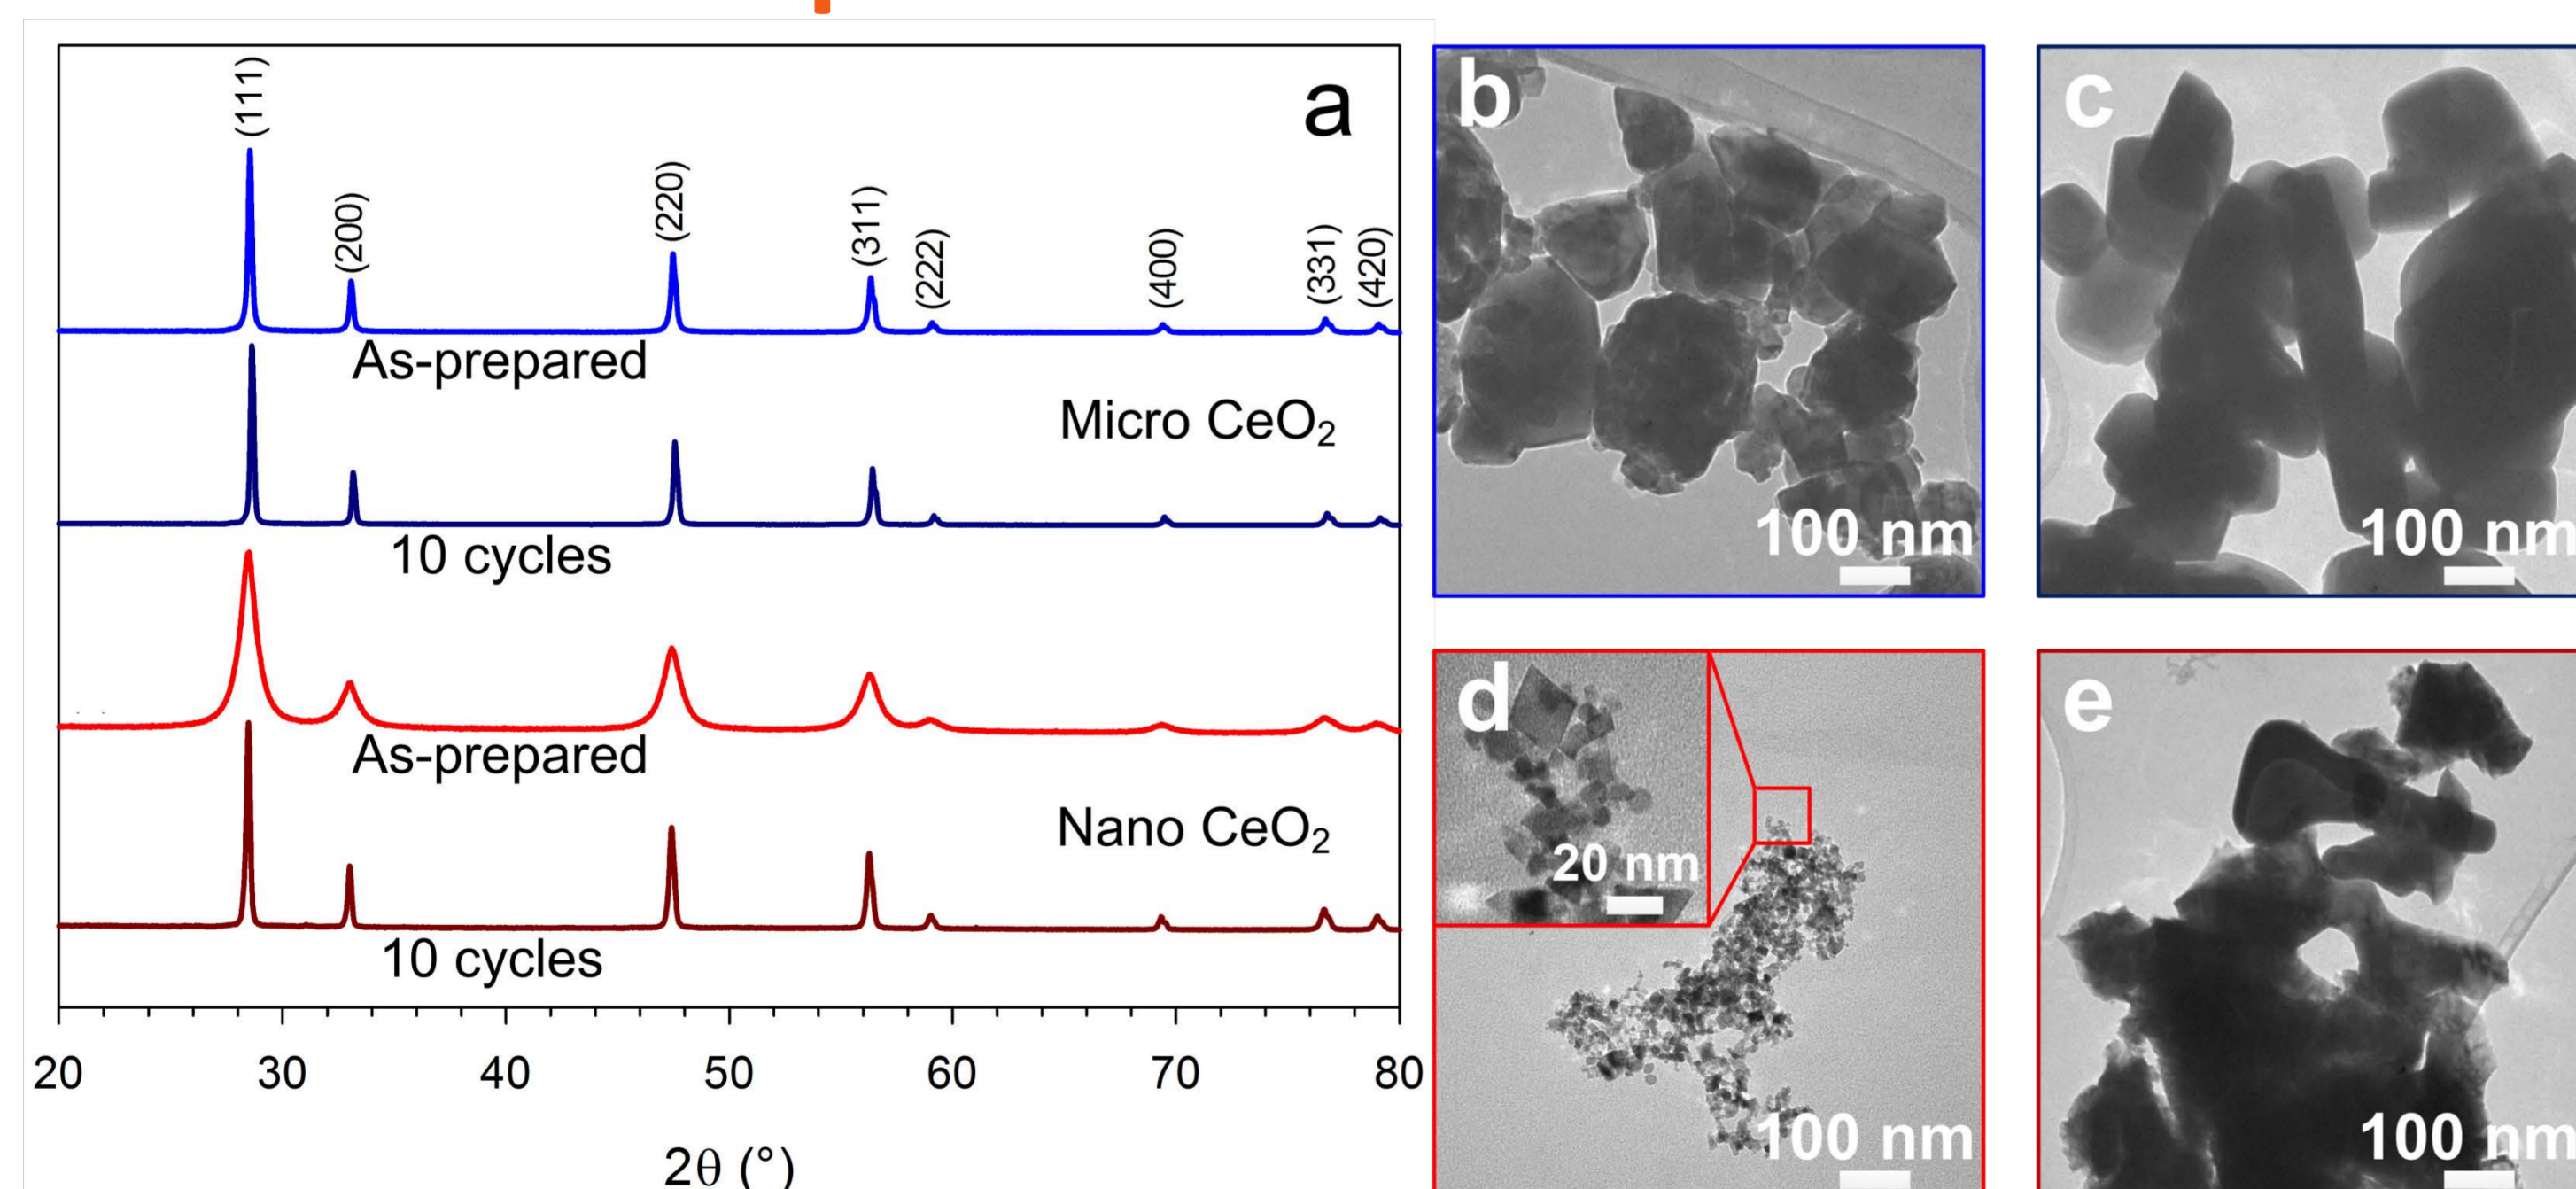 a
(111)
(200)
(220)
(311)
(222)
(400)
(331)
(420)
As-prepared
Micro CeO₂
10 cycles
As-prepared
Nano CeO₂
10 cycles
20 30 40 50 60 70 80
2θ (°)
b
100 nm
c
100 nm
d
20 nm
100 nm
e
100 nm